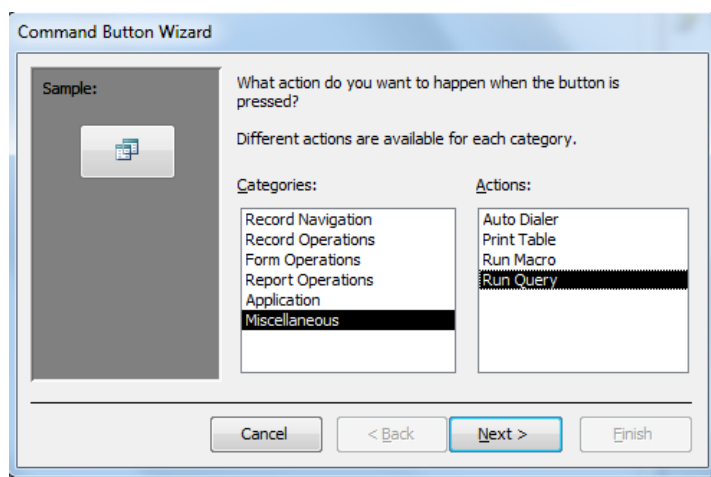 Command Button Wizard
Sample:
What action do you want to happen when the button is
pressed?
Different actions are available for each category.
Categories:
Record Navigation
Record Operations
Form Operations
Report Operations
Application
Miscellaneous
Actions:
Auto Dialer
Print Table
Run Macro
Run Query
Cancel
< Back
Next >
Finish